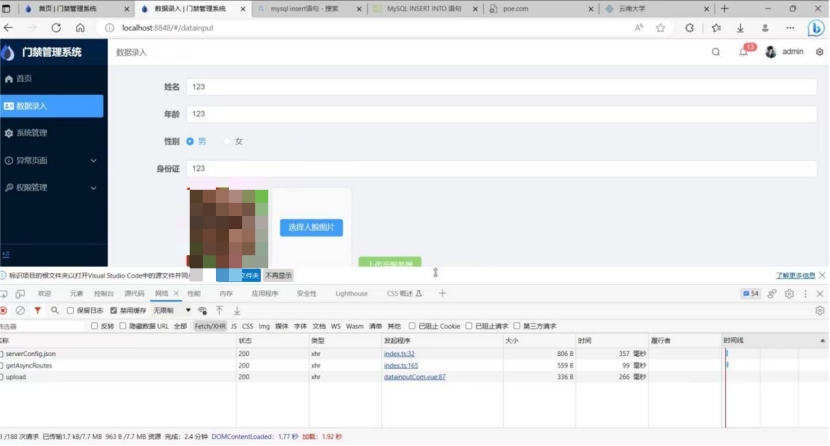 首页 | 门禁管理系统
数据录入 | 门禁管理系统
mysql insert语句 - 搜索
MySQL INSERT INTO 语句
poe.com
云南大学
localhost:8848/#/datainput
门禁管理系统
数据录入
13
admin
首页
数据录入
系统管理
异常页面
权限管理
姓名 123
年龄 123
性别 男 女
身份证 123
选择人脸图片
标识项目的根文件夹以打开Visual Studio Code中的源文件并同
文件夹
不再显示
了解更多信息
欢迎 元素 控制台 源代码 网络 性能 内存 应用程序 安全性 Lighthouse CSS 概述
54
保留日志 禁用缓存 无限制
反转 隐藏数据 URL 全部 Fetch/XHR JS CSS Img 媒体 字体 文档 WS Wasm 清单 其他 已阻止 Cookie 已阻止请求 第三方请求
状态 类型 发起程序 大小 时间 履行者 时间线
serverConfig.json 200 xhr index.ts:32 806 B 357 毫秒
getAsyncRoutes 200 xhr index.ts:165 559 B 99 毫秒
upload 200 xhr datainputCom.vue:87 336 B 266 毫秒
/188 次请求 已传输1.7 kB/7.7 MB 963 B/7.7 MB 资源 完成: 2.4 分钟 DOMContentLoaded: 1.77 秒 加载: 1.92 秒